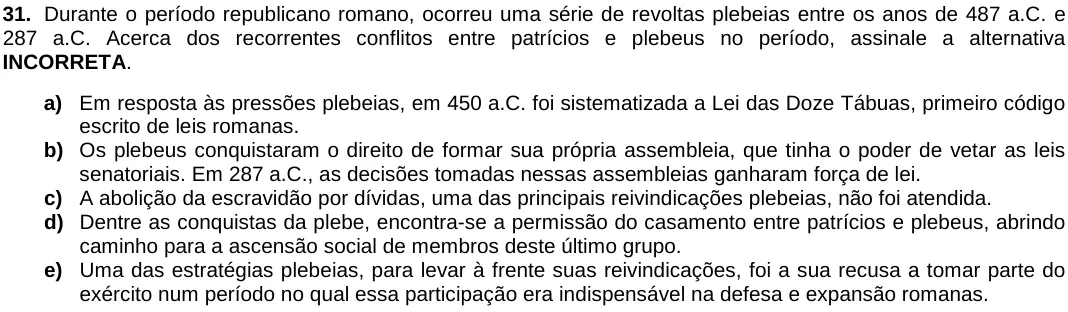 31. Durante o período republicano romano, ocorreu uma série de revoltas plebeias entre os anos de 487 a.C. e
287 a.C. Acerca dos recorrentes conflitos entre patrícios e plebeus no período, assinale a alternativa
INCORRETA.
a) Em resposta às pressões plebeias, em 450 a.C. foi sistematizada a Lei das Doze Tábuas, primeiro código
escrito de leis romanas.
b) Os plebeus conquistaram o direito de formar sua própria assembleia, que tinha o poder de vetar as leis
senatoriais. Em 287 a.C., as decisões tomadas nessas assembleias ganharam força de lei.
c) A abolição da escravidão por dívidas, uma das principais reivindicações plebeias, não foi atendida.
d) Dentre as conquistas da plebe, encontra-se a permissão do casamento entre patrícios e plebeus, abrindo
caminho para a ascensão social de membros deste último grupo.
e) Uma das estratégias plebeias, para levar à frente suas reivindicações, foi a sua recusa a tomar parte do
exército num período no qual essa participação era indispensável na defesa e expansão romanas.